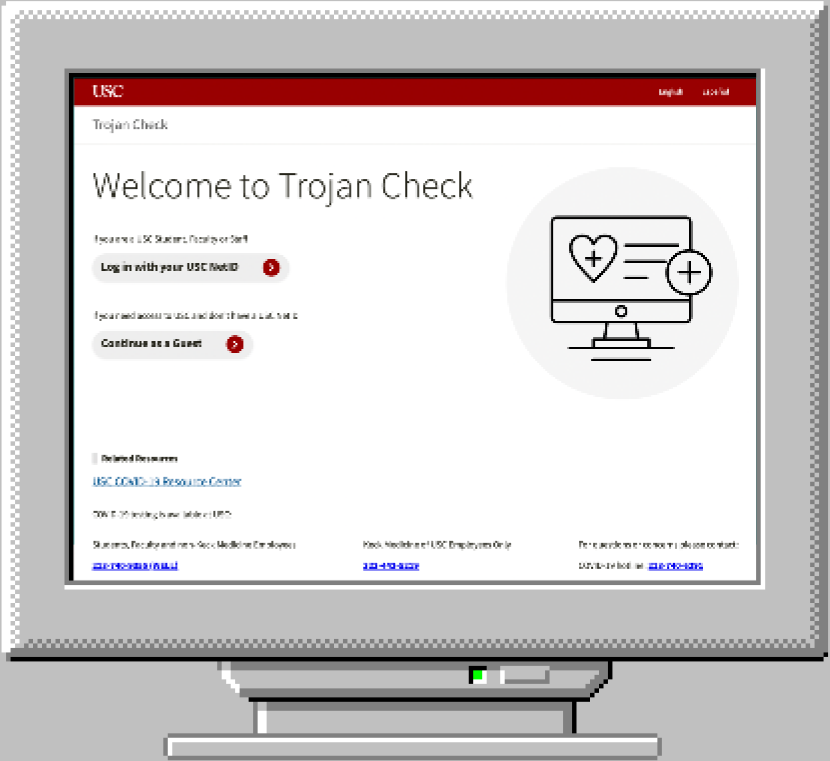 USC
English
Español
Trojan Check
Welcome to Trojan Check
If you are a USC Student, Faculty or Staff
Log in with your USC NetID
If you need access to USC and don't have a USC NetID
Continue as a Guest
Related Resources
USC COVID-19 Resource Center
COVID-19 testing is available at USC:
Students, Faculty and non-Keck Medicine Employees
Keck Medicine of USC Employees Only
For questions or concerns please contact:
COVID-19 hotline: